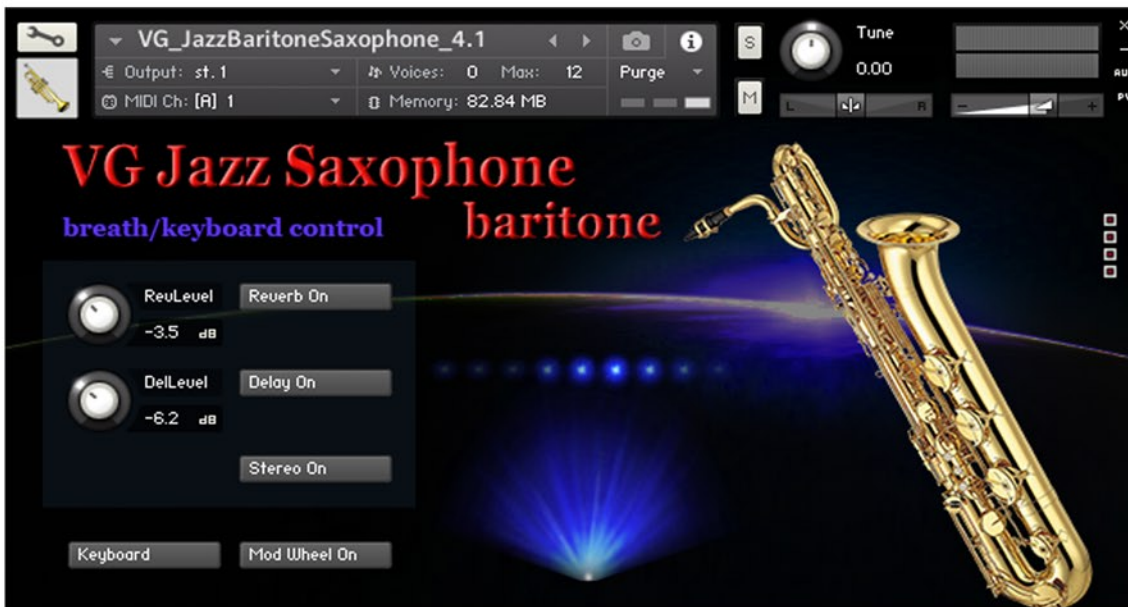 VG_JazzBaritoneSaxophone_4.1
Output: st.1
Voices: 0 Max: 12
Purge
MIDI Ch: [A] 1
Memory: 82.84 MB
S
M
Tune
0.00
L R
- +
×
AU
PV
VG Jazz Saxophone
baritone
breath/keyboard control
RevLevel
-3.5 dB
Reverb On
DelLevel
-6.2 dB
Delay On
Stereo On
Keyboard
Mod Wheel On